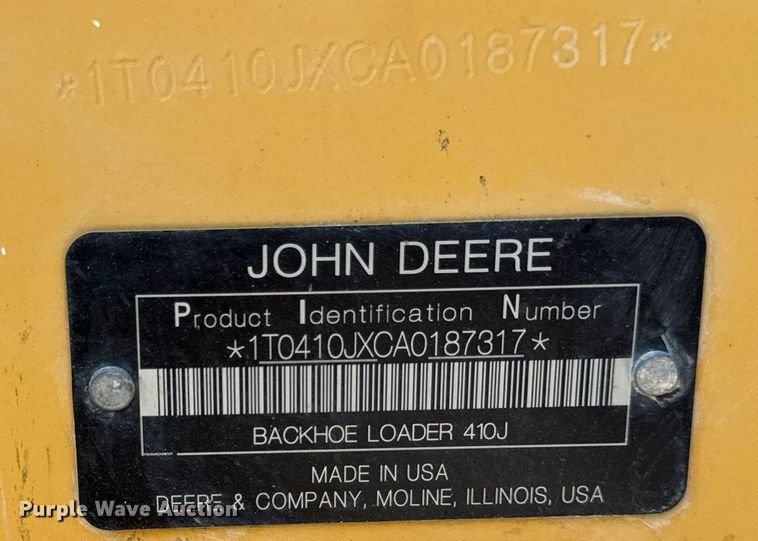 *1T0410JXCA0187317*
JOHN DEERE
Product Identification Number
*1T0410JXCA0187317*
BACKHOE LOADER 410J
MADE IN USA
DEERE & COMPANY, MOLINE, ILLINOIS, USA
Purple Wave Auction